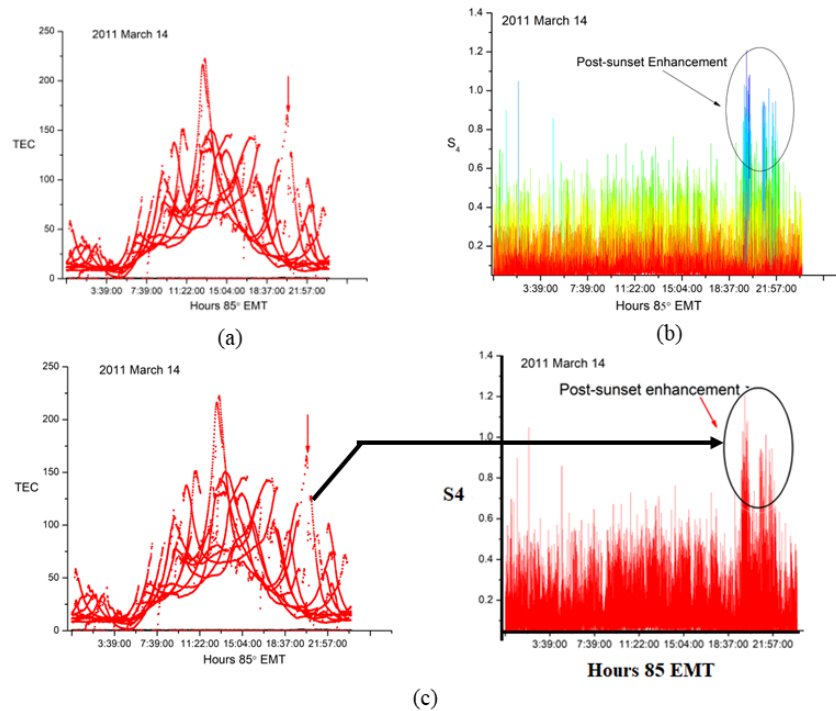 2011 March 14
250
200
150
100
50
0
TEC
3:39:00 7:39:00 11:22:00 15:04:00 18:37:00 21:57:00
Hours 85° EMT
(a)
2011 March 14
Post-sunset Enhancement
1.4
1.2
1.0
0.8
0.6
0.4
0.2
S4
3:39:00 7:39:00 11:22:00 15:04:00 18:37:00 21:57:00
Hours 85° EMT
(b)
2011 March 14
250
200
150
100
50
0
TEC
3:39:00 7:39:00 11:22:00 15:04:00 18:37:00 21:57:00
Hours 85° EMT
2011 March 14
Post-sunset enhancement -
1.4
1.2
1.0
0.8
0.6
0.4
0.2
S4
3:39:00 7:39:00 11:22:00 15:04:00 18:37:00 21:57:00
Hours 85 EMT
(c)